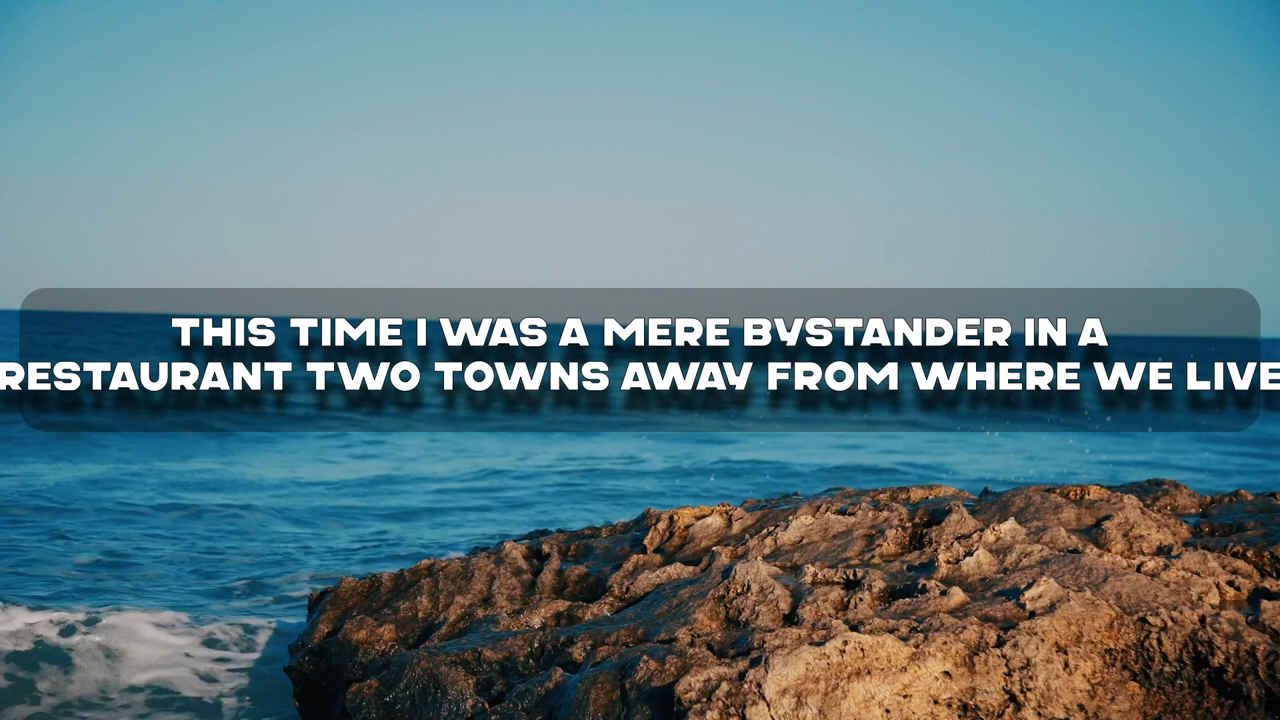 THIS TIME I WAS A MERE BYSTANDER IN A
RESTAURANT TWO TOWNS AWAY FROM WHERE WE LIVE